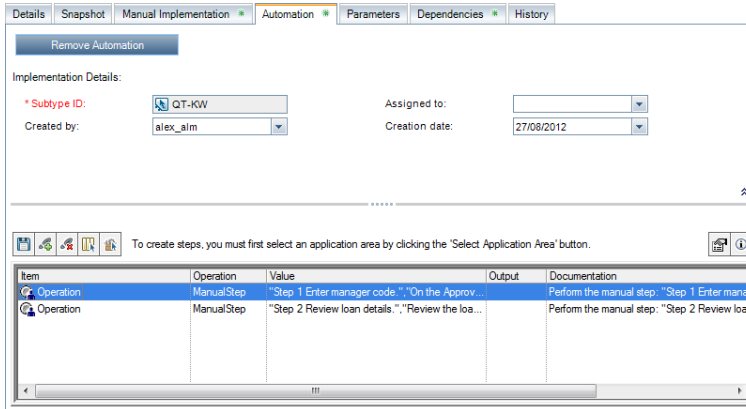 Details Snapshot Manual Implementation * Automation * Parameters Dependencies * History
Remove Automation
Implementation Details:
* Subtype ID: QT-KW Assigned to:
Created by: alex_alm Creation date: 27/08/2012
To create steps, you must first select an application area by clicking the 'Select Application Area' button.
Item Operation Value Output Documentation
Operation ManualStep "Step 1 Enter manager code.","On the Approv... Perform the manual step: "Step 1 Enter mana
Operation ManualStep "Step 2 Review loan details.","Review the loa... Perform the manual step: "Step 2 Review loa